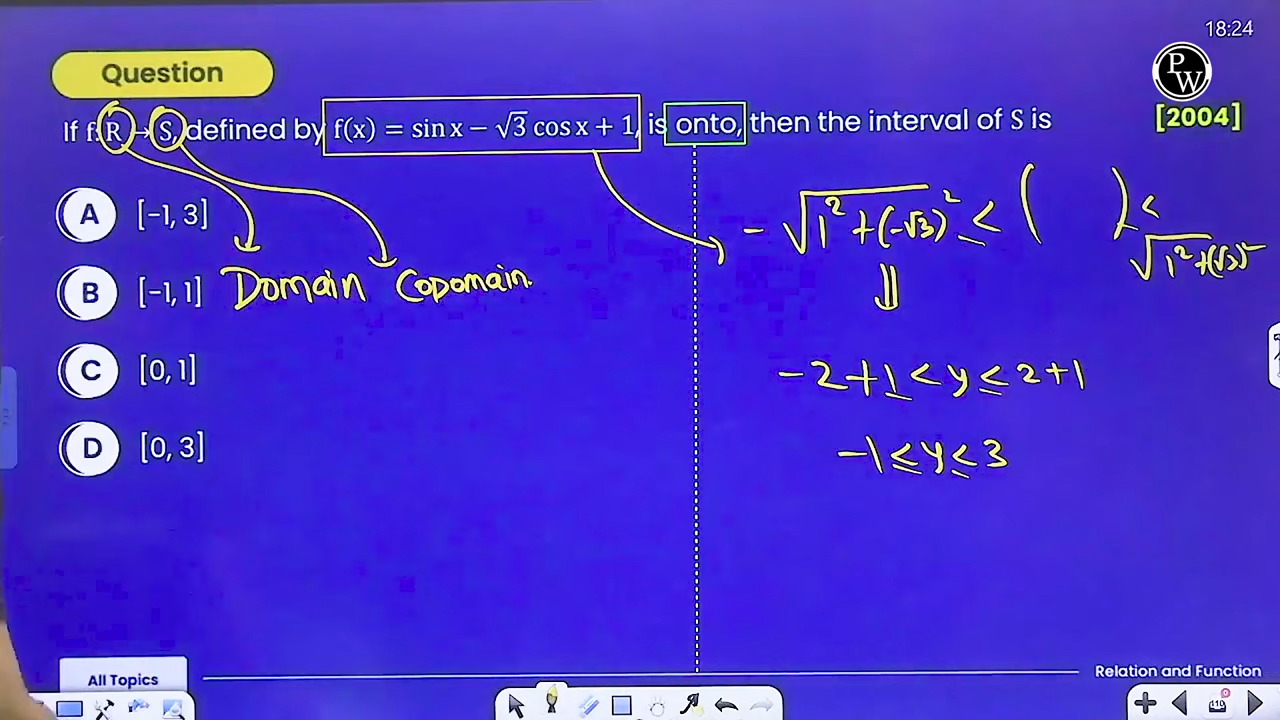 18:24
Question
PW
If f: R → S, defined by f(x) = sin x − √3 cos x + 1, is onto, then the interval of S is
[2004]
A [−1, 3]
B [−1, 1]
C [0, 1]
D [0, 3]
Domain Codomain.
- √1² + (-√3)² ≤ ( ) ≤ √1² + (√3)²
⇓
-2+1 ≤ y ≤ 2+1
-1 ≤ y ≤ 3
All Topics
Relation and Function